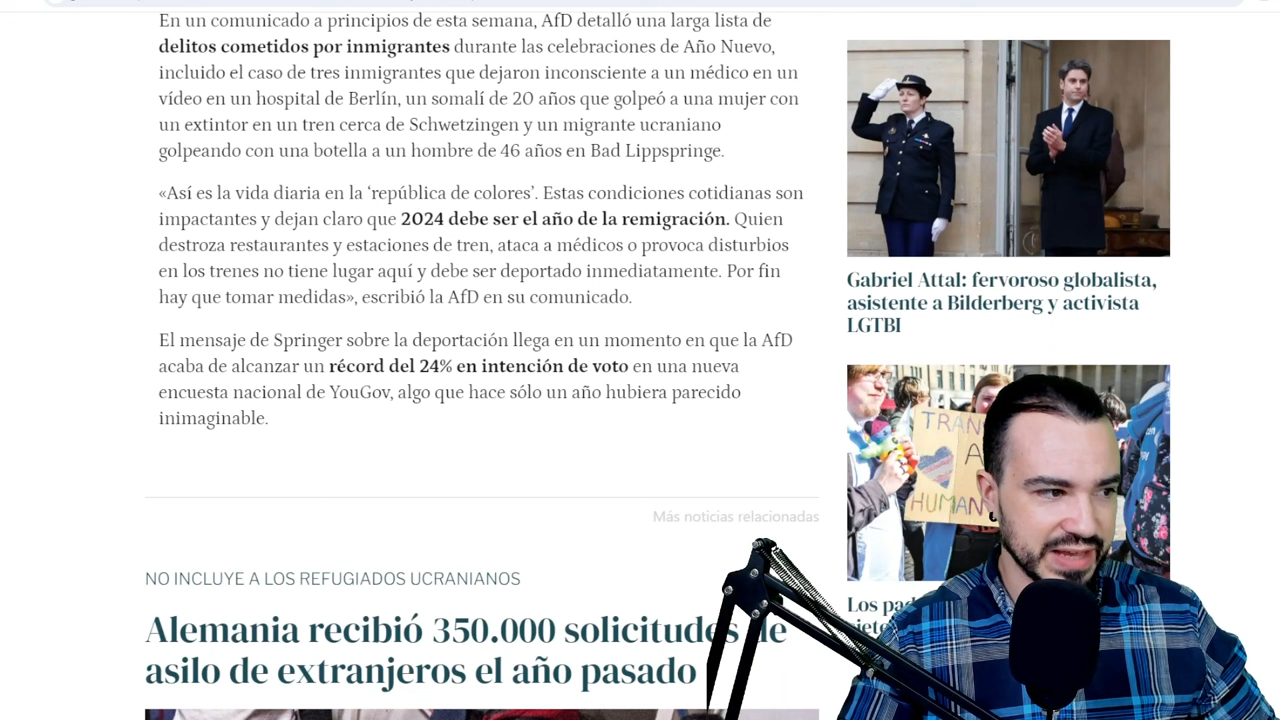 En un comunicado a principios de esta semana, AfD detalló una larga lista de
delitos cometidos por inmigrantes durante las celebraciones de Año Nuevo,
incluido el caso de tres inmigrantes que dejaron inconsciente a un médico en un
vídeo en un hospital de Berlín, un somalí de 20 años que golpeó a una mujer con
un extintor en un tren cerca de Schwetzingen y un migrante ucraniano
golpeando con una botella a un hombre de 46 años en Bad Lippspringe.
«Así es la vida diaria en la ‘república de colores’. Estas condiciones cotidianas son
impactantes y dejan claro que 2024 debe ser el año de la remigración. Quien
destroza restaurantes y estaciones de tren, ataca a médicos o provoca disturbios
en los trenes no tiene lugar aquí y debe ser deportado inmediatamente. Por fin
hay que tomar medidas», escribió la AfD en su comunicado.
El mensaje de Springer sobre la deportación llega en un momento en que la AfD
acaba de alcanzar un récord del 24% en intención de voto en una nueva
encuesta nacional de YouGov, algo que hace sólo un año hubiera parecido
inimaginable.
Más noticias relacionadas
NO INCLUYE A LOS REFUGIADOS UCRANIANOS
Alemania recibió 350.000 solicitudes de
asilo de extranjeros el año pasado
Gabriel Attal: fervoroso globalista,
asistente a Bilderberg y activista
LGTBI
TRAN
A
HUMAN
Los pad